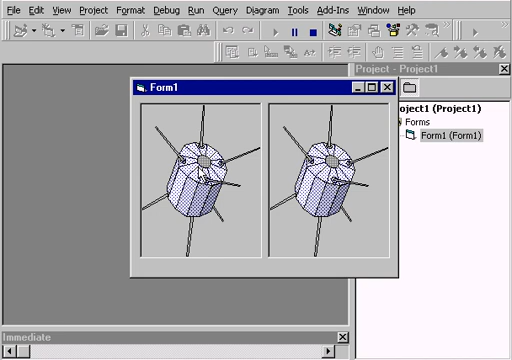 File Edit View Project Format Debug Run Query Diagram Tools Add-Ins Window Help
Project - Project1
Form1
oject1 (Project1)
Forms
Form1 (Form1)
Immediate